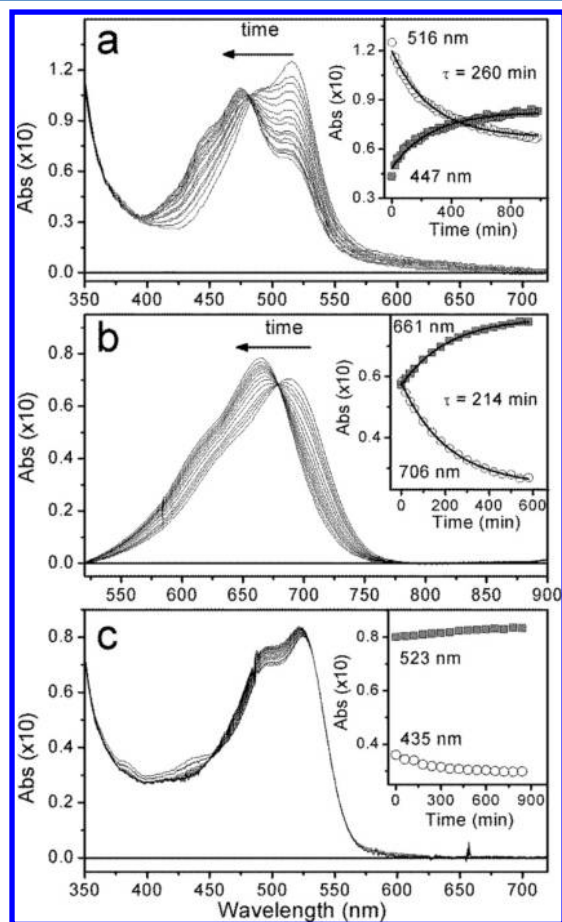 a
time
Abs (x10)
1.2
0.9
0.6
0.3
0.0
350 400 450 500 550 600 650 700
516 nm
τ = 260 min
447 nm
Abs (x10)
1.2
0.9
0.6
0.3
0 400 800
Time (min)
b
time
Abs (x10)
0.8
0.6
0.4
0.2
0.0
550 600 650 700 750 800 850 900
661 nm
τ = 214 min
706 nm
Abs (x10)
0.8
0.6
0.4
0 200 400 600
Time (min)
c
Abs (x10)
0.8
0.6
0.4
0.2
0.0
350 400 450 500 550 600 650 700
Wavelength (nm)
523 nm
435 nm
Abs (x10)
0.8
0.6
0.4
0 300 600 900
Time (min)